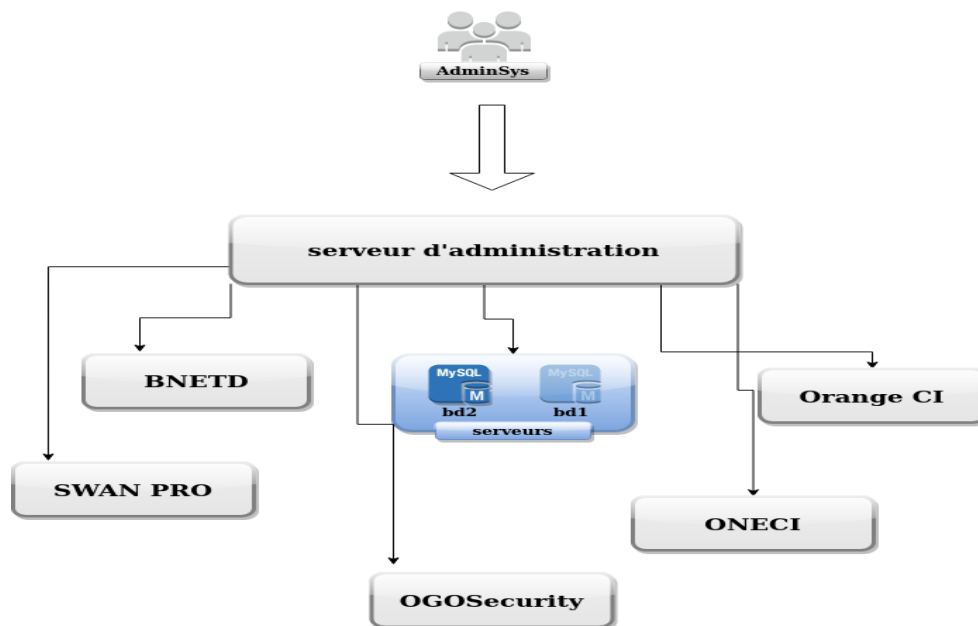 AdminSys
serveur d'administration
BNETD
MySQL
M
bd2
MySQL
M
bd1
serveurs
Orange CI
SWAN PRO
ONECI
OGOSecurity